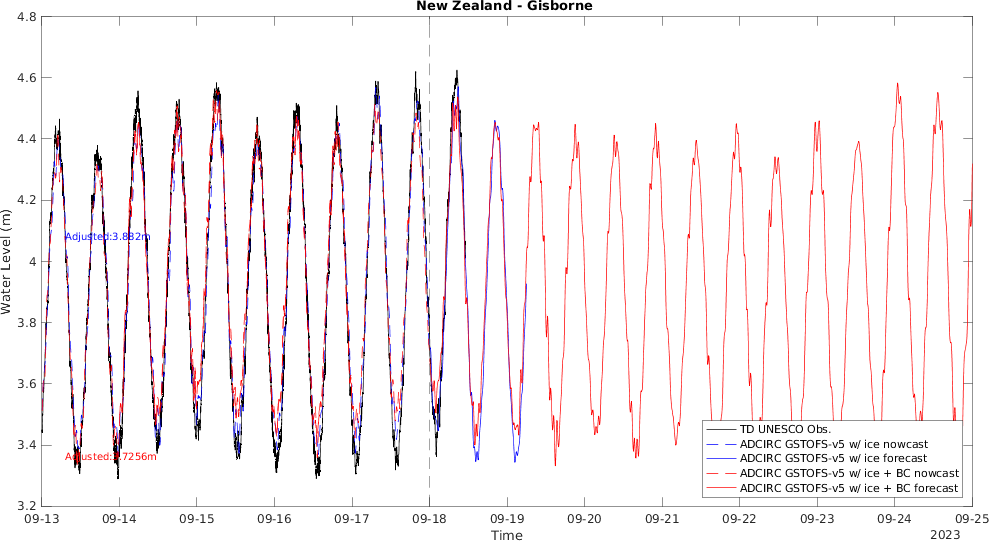 New Zealand - Gisborne
4.8
4.6
4.4
4.2
4
3.8
3.6
3.4
3.2
Water Level (m)
Adjusted:3.882m
TD UNESCO Obs.
ADCIRC GSTOFS-v5 w/ ice nowcast
ADCIRC GSTOFS-v5 w/ ice forecast
ADCIRC GSTOFS-v5 w/ ice + BC nowcast
ADCIRC GSTOFS-v5 w/ ice + BC forecast
09-13 09-14 09-15 09-16 09-17 09-18 09-19 09-20 09-21 09-22 09-23 09-24 09-25
Time
2023